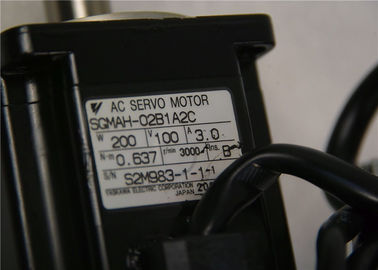 AC SERVO MOTOR
SGMAH-02B1A2C
W 200 V 100 A 3.0
N·m 0.637 r/min 3000 Ins. B
S/N S2M983-1-1-1
YASKAWA ELECTRIC CORPORATION
JAPAN